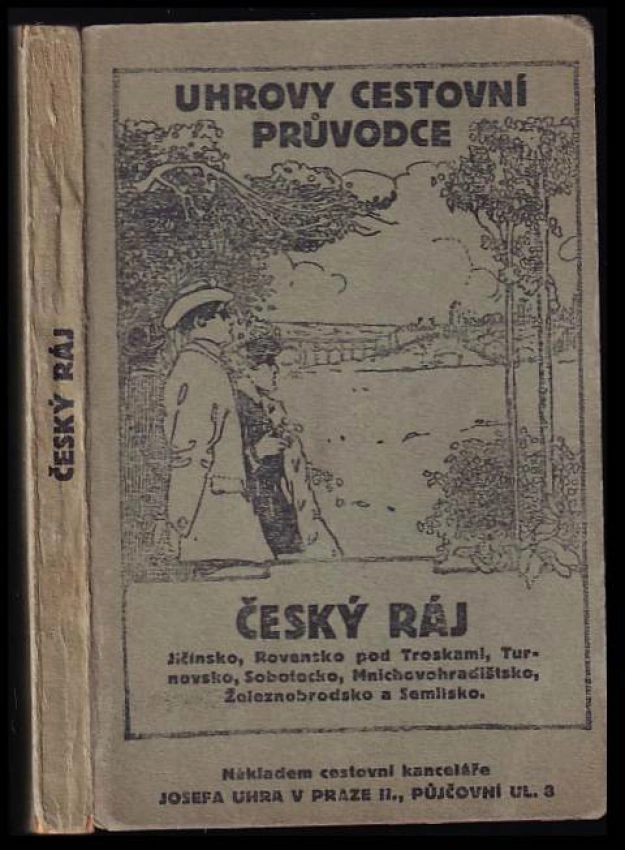 ČESKÝ RÁJ
UHROVY CESTOVNÍ
PRŮVODCE
ČESKÝ RÁJ
Jičínsko, Rovensko pod Troskami, Tur-
novsko, Sobotecko, Mnichovohradištsko,
Železnobrodsko a Semilsko.
Nákladem cestovní kanceláře
JOSEFA UHRA V PRAZE II., PŮJČOVNÍ UL. 3